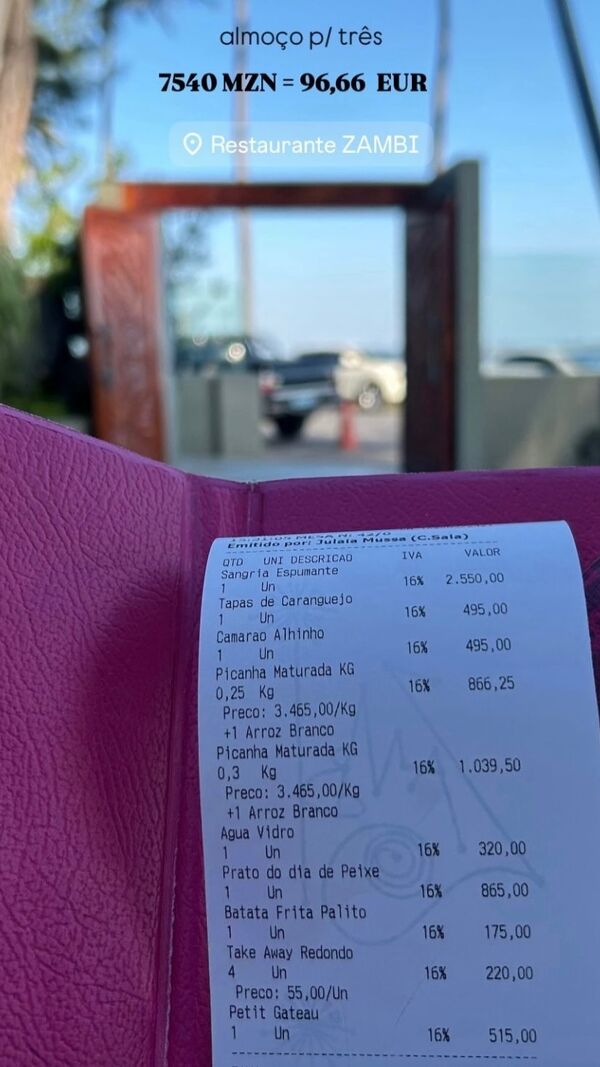 almoço p/ três
7540 MZN = 96,66 EUR
Restaurante ZAMBI
Emitido por: Julaia Mussa (C.Sala)
QTD UNI DESCRICAO IVA VALOR
Sangria Espumante
1 Un 16% 2.550,00
Tapas de Caranguejo
1 Un 16% 495,00
Camarao Alhinho
1 Un 16% 495,00
Picanha Maturada KG
0,25 Kg 16% 866,25
Preco: 3.465,00/Kg
+1 Arroz Branco
Picanha Maturada KG
0,3 Kg 16% 1.039,50
Preco: 3.465,00/Kg
+1 Arroz Branco
Agua Vidro
1 Un 16% 320,00
Prato do dia de Peixe
1 Un 16% 865,00
Batata Frita Palito
1 Un 16% 175,00
Take Away Redondo
4 Un 16% 220,00
Preco: 55,00/Un
Petit Gateau
1 Un 16% 515,00